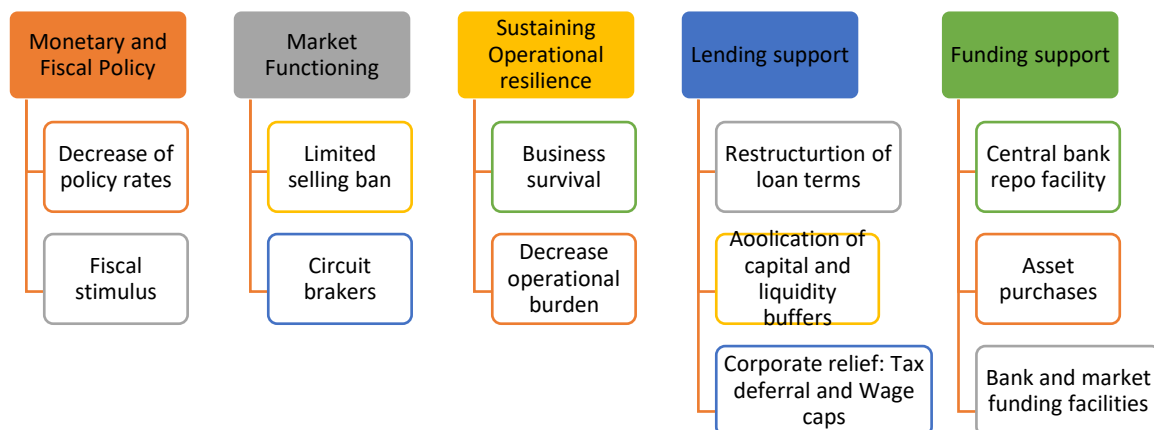 Monetary and
Fiscal Policy
Decrease of
policy rates
Fiscal
stimulus
Market
Functioning
Limited
selling ban
Circuit
brakers
Sustaining
Operational
resilience
Business
survival
Decrease
operational
burden
Lending support
Restructurtion of
loan terms
Aoolication of
capital and
liquidity
buffers
Corporate relief: Tax
deferral and Wage
caps
Funding support
Central bank
repo facility
Asset
purchases
Bank and market
funding facilities